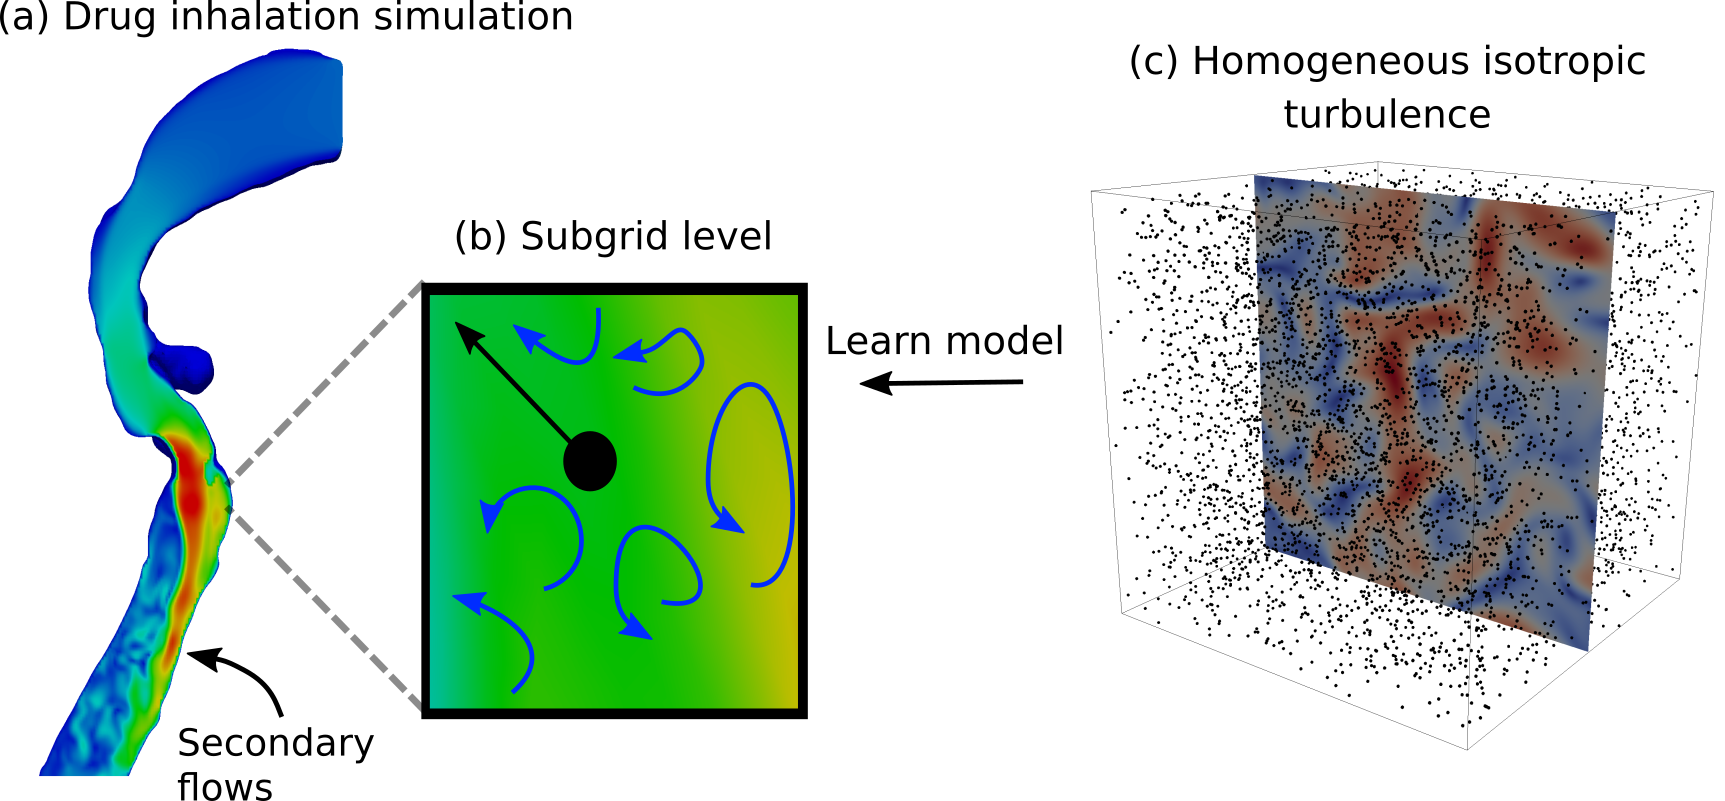 (a) Drug inhalation simulation
(b) Subgrid level
Learn model
(c) Homogeneous isotropic
turbulence
Secondary
flows